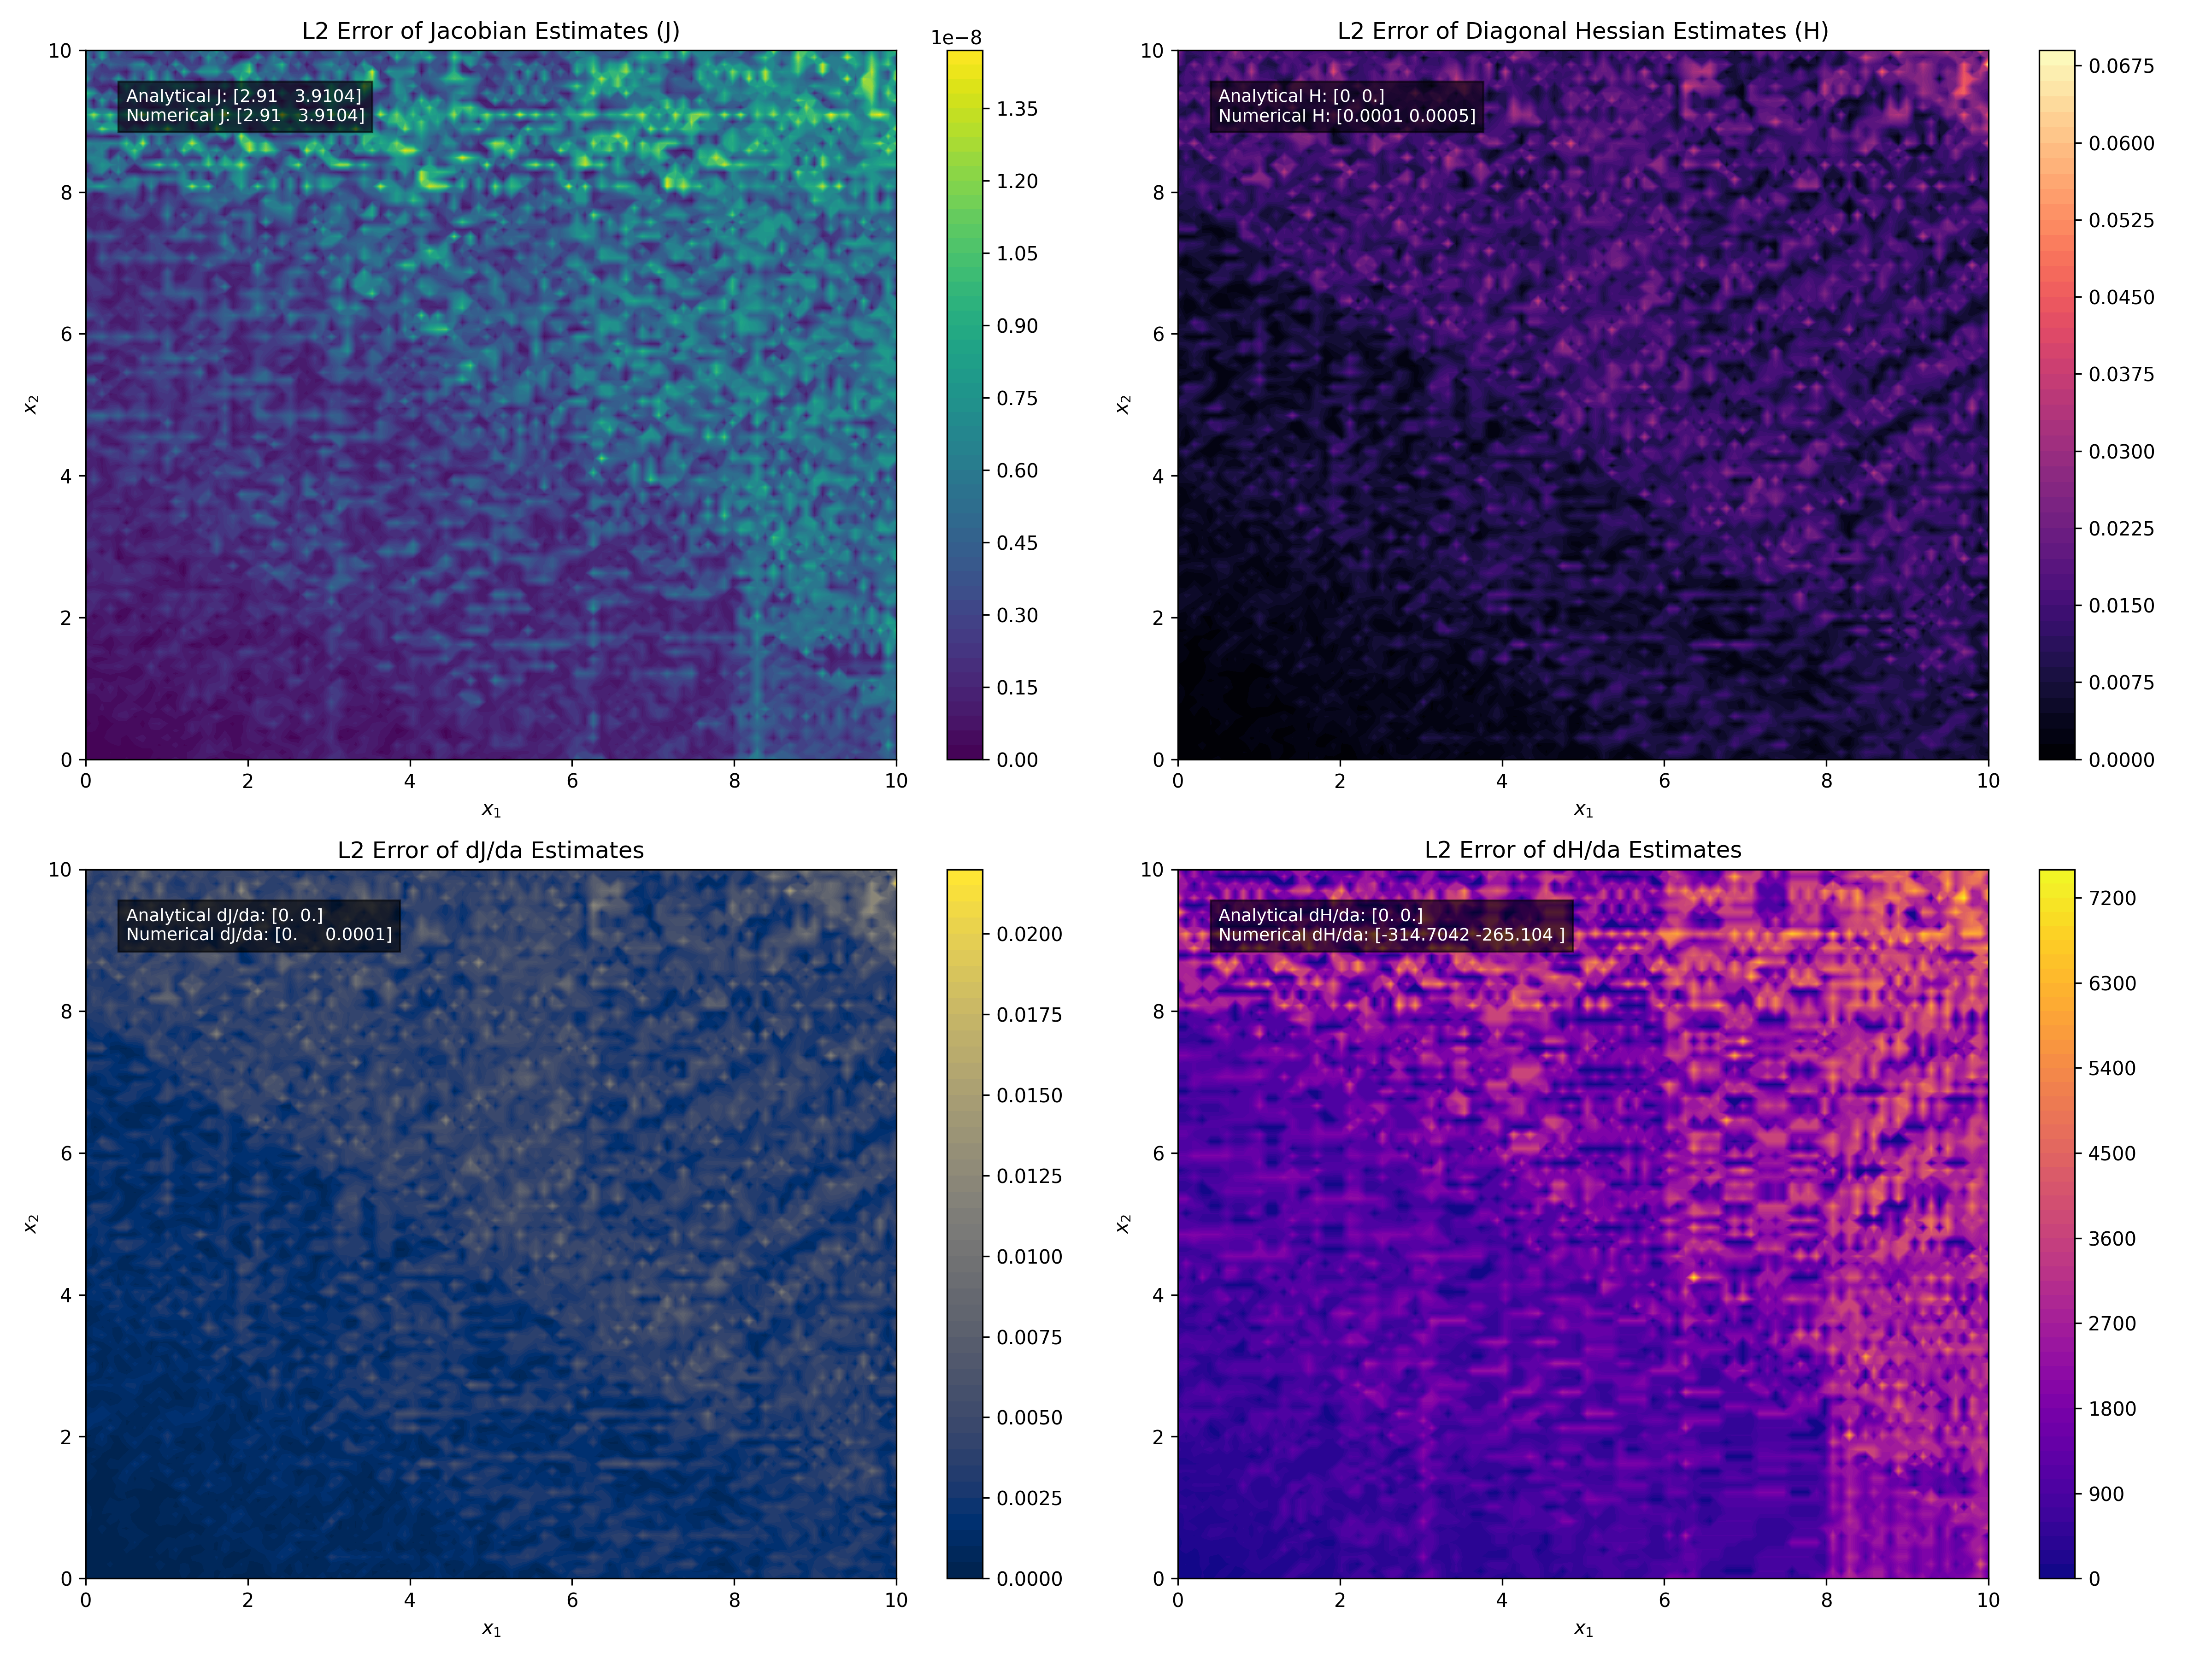 L2 Error of Jacobian Estimates (J)
1e−8
Analytical J: [2.91 3.9104]
Numerical J: [2.91 3.9104]
10
8
6
4
2
0
x₂
0 2 4 6 8 10
x₁
1.35
1.20
1.05
0.90
0.75
0.60
0.45
0.30
0.15
0.00
L2 Error of Diagonal Hessian Estimates (H)
Analytical H: [0. 0.]
Numerical H: [0.0001 0.0005]
10
8
6
4
2
0
x₂
0 2 4 6 8 10
x₁
0.0675
0.0600
0.0525
0.0450
0.0375
0.0300
0.0225
0.0150
0.0075
0.0000
L2 Error of dJ/da Estimates
Analytical dJ/da: [0. 0.]
Numerical dJ/da: [0. 0.0001]
10
8
6
4
2
0
x₂
0 2 4 6 8 10
x₁
0.0200
0.0175
0.0150
0.0125
0.0100
0.0075
0.0050
0.0025
0.0000
L2 Error of dH/da Estimates
Analytical dH/da: [0. 0.]
Numerical dH/da: [-314.7042 -265.104 ]
10
8
6
4
2
0
x₂
0 2 4 6 8 10
x₁
7200
6300
5400
4500
3600
2700
1800
900
0